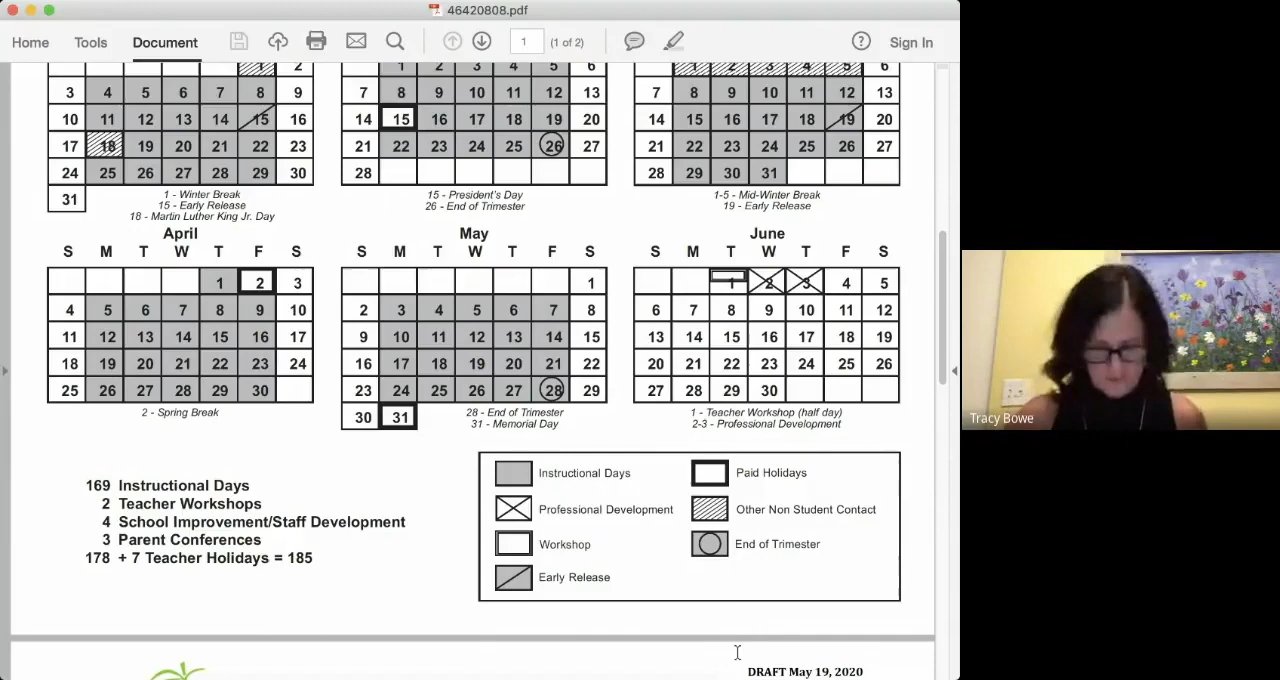 46420808.pdf
Home Tools Document 1 (1 of 2) Sign In
1 2
3 4 5 6 7 8 9
10 11 12 13 14 15 16
17 18 19 20 21 22 23
24 25 26 27 28 29 30
31
1 - Winter Break
15 - Early Release
18 - Martin Luther King Jr. Day
1 2 3 4 5 6
7 8 9 10 11 12 13
14 15 16 17 18 19 20
21 22 23 24 25 26 27
28
15 - President's Day
26 - End of Trimester
1 2 3 4 5 6
7 8 9 10 11 12 13
14 15 16 17 18 19 20
21 22 23 24 25 26 27
28 29 30 31
1-5 - Mid-Winter Break
19 - Early Release
April
S M T W T F S
1 2 3
4 5 6 7 8 9 10
11 12 13 14 15 16 17
18 19 20 21 22 23 24
25 26 27 28 29 30
2 - Spring Break
May
S M T W T F S
1
2 3 4 5 6 7 8
9 10 11 12 13 14 15
16 17 18 19 20 21 22
23 24 25 26 27 28 29
30 31
28 - End of Trimester
31 - Memorial Day
June
S M T W T F S
1 2 3 4 5
6 7 8 9 10 11 12
13 14 15 16 17 18 19
20 21 22 23 24 25 26
27 28 29 30
1 - Teacher Workshop (half day)
2-3 - Professional Development
169 Instructional Days
2 Teacher Workshops
4 School Improvement/Staff Development
3 Parent Conferences
178 + 7 Teacher Holidays = 185
Instructional Days
Professional Development
Workshop
Early Release
Paid Holidays
Other Non Student Contact
End of Trimester
DRAFT May 19, 2020
Tracy Bowe